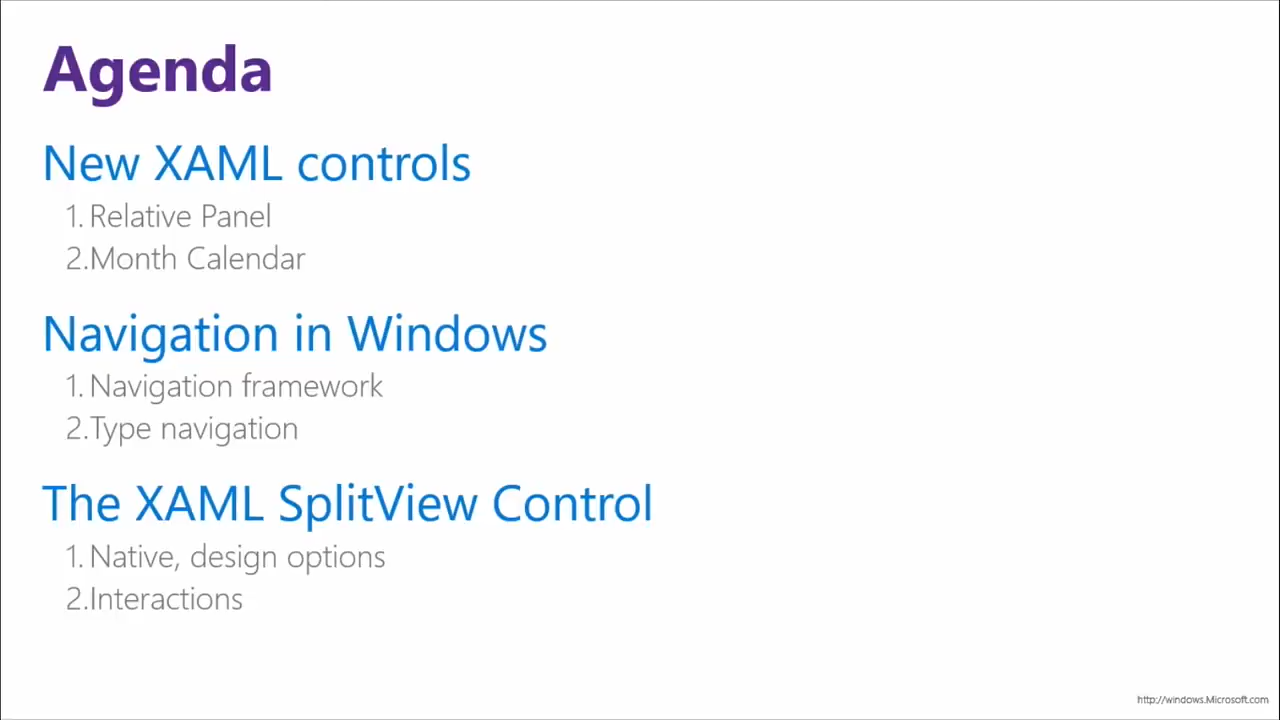 Agenda
New XAML controls
1. Relative Panel
2.Month Calendar
Navigation in Windows
1. Navigation framework
2.Type navigation
The XAML SplitView Control
1. Native, design options
2.Interactions
http://windows.Microsoft.com